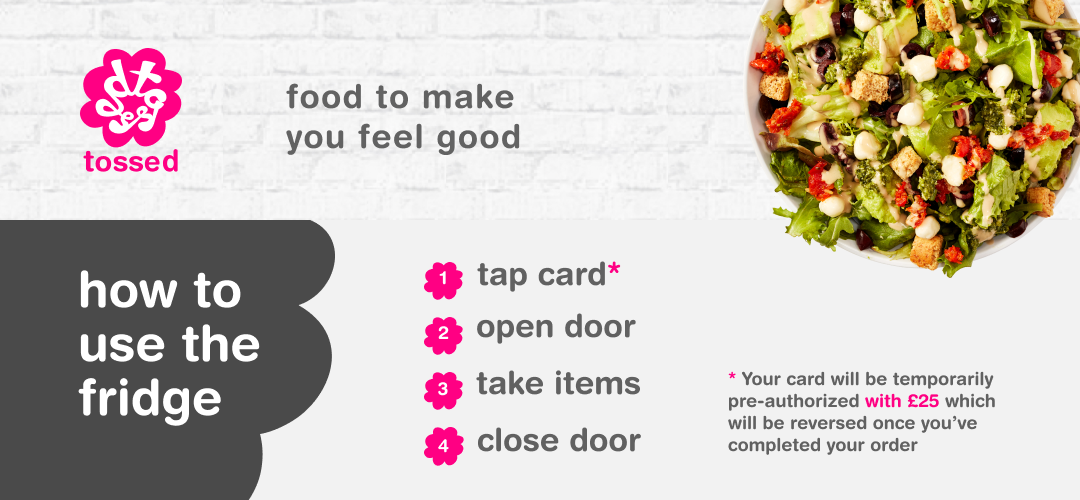 tossed
tossed
food to make
you feel good
how to
use the
fridge
1 tap card*
2 open door
3 take items
4 close door
* Your card will be temporarily
pre-authorized with £25 which
will be reversed once you've
completed your order